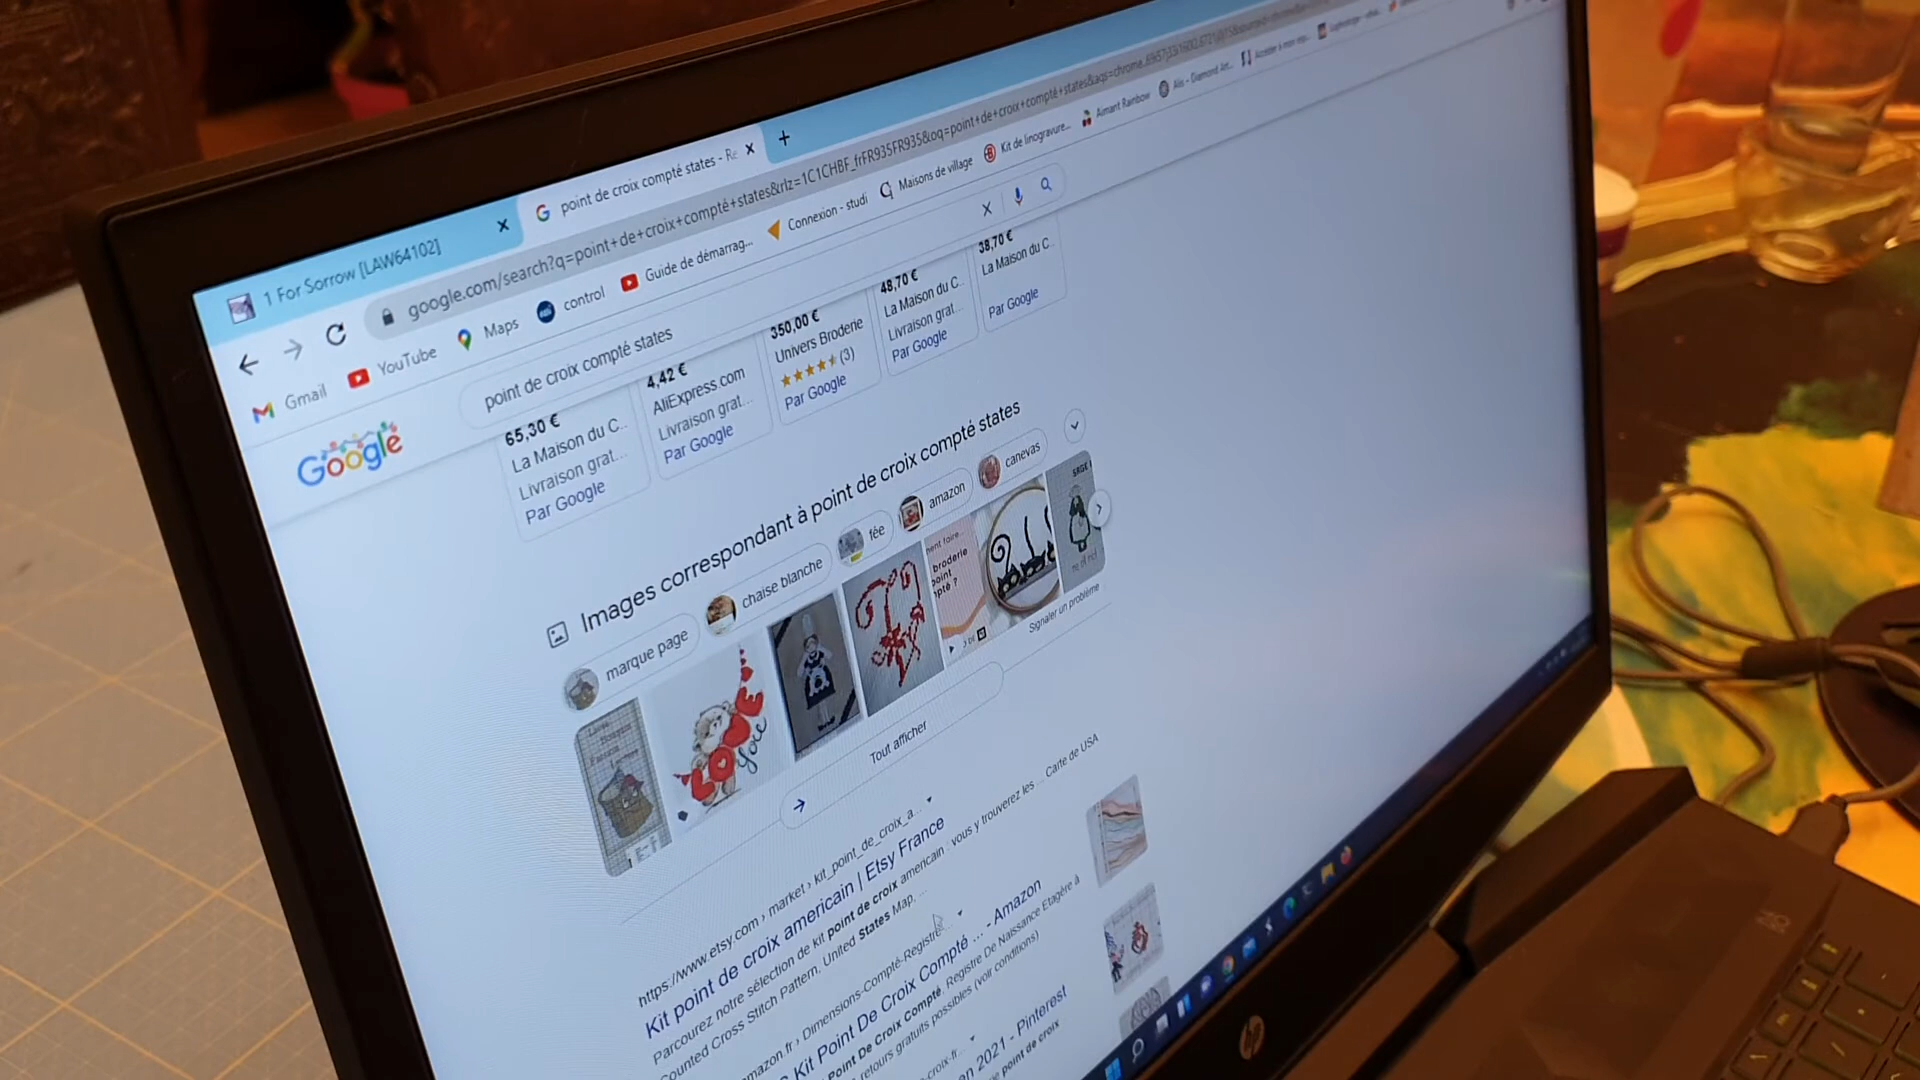 1 For Sorrow [LAW64102]
point de croix compté states - Re
google.com/search?q=point+de+croix+compté+states&rlz=1C1CHBF_frFR935FR935&oq=point+de+croix+compté+states&aqs=chrome
Gmail
YouTube
Maps
control
Guide de démarrag...
Connexion - studi
Maisons de village
Kit de linogravure...
Aimant Rainbow
Alis - Diamond Art...
Google
point de croix compté states
65,30 €
La Maison du C...
Livraison grat...
Par Google
4,42 €
AliExpress.com
Livraison grat...
Par Google
350,00 €
Univers Broderie
(3)
Par Google
48,70 €
La Maison du C...
Livraison grat...
Par Google
38,70 €
La Maison du C...
Par Google
Images correspondant à point de croix compté states
marque page
chaise blanche
fée
amazon
canevas
broderie
point
Signaler un problème
Tout afficher
https://www.etsy.com › market › kit_point_de_croix_a...
Kit point de croix americain | Etsy France
Parcourez notre sélection de kit point de croix americain : vous y trouverez les ... Carte de USA
Counted Cross Stitch Pattern, United States Map, ...
amazon.fr › Dimensions-Compté-Registre...
Kit Point De Croix Compté ... - Amazon
Point De Croix Compté, Registre De Naissance Etagère à
retours gratuits possibles (voir conditions)
en 2021 - Pinterest
point de croix
hp